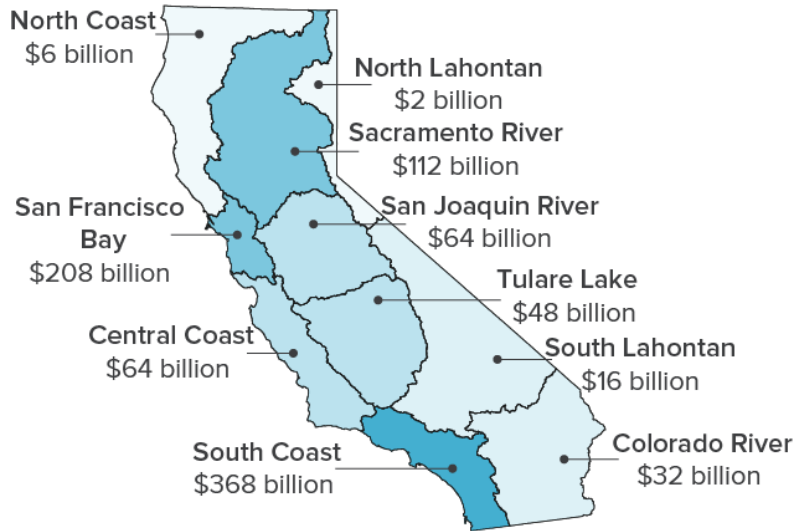 North Coast
$6 billion
North Lahontan
$2 billion
Sacramento River
$112 billion
San Francisco
Bay
$208 billion
San Joaquin River
$64 billion
Tulare Lake
$48 billion
Central Coast
$64 billion
South Lahontan
$16 billion
South Coast
$368 billion
Colorado River
$32 billion